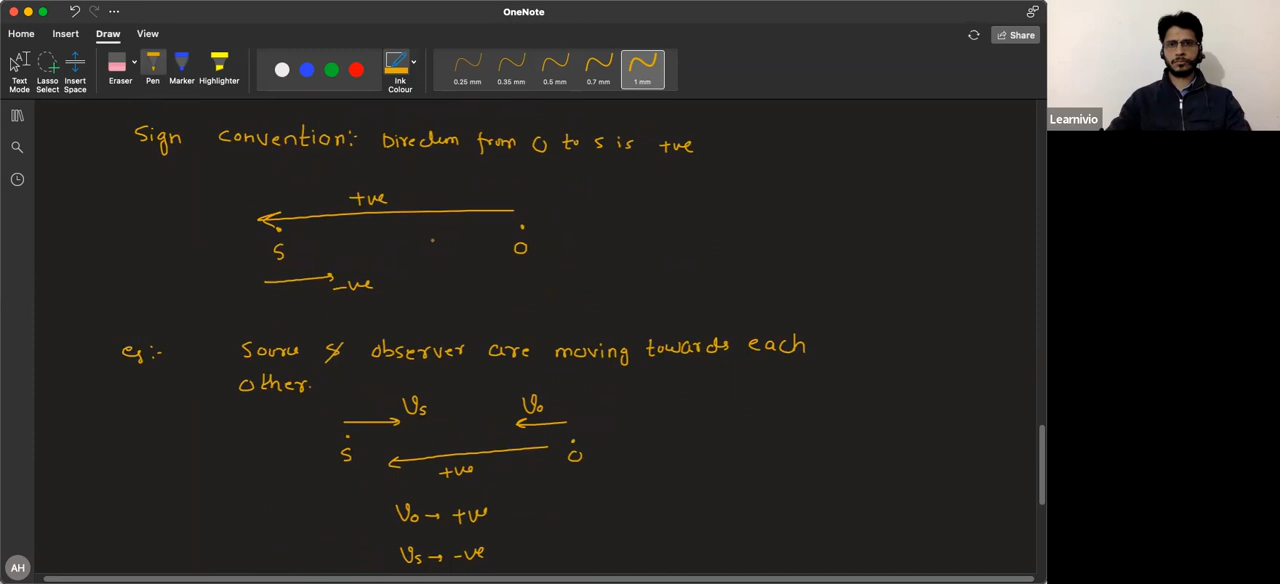 OneNote
Home Insert Draw View
Share
Text Mode
Lasso Select
Insert Space
Eraser
Pen
Marker
Highlighter
Ink Colour
0.25 mm
0.35 mm
0.5 mm
0.7 mm
1 mm
Learnivio
Sign convention:- Direction from O to S is +ve
+ve
S
O
-ve
eg:- Source & observer are moving towards each
other.
Vs
Vo
S
O
+ve
Vo → +ve
Vs → -ve
AH